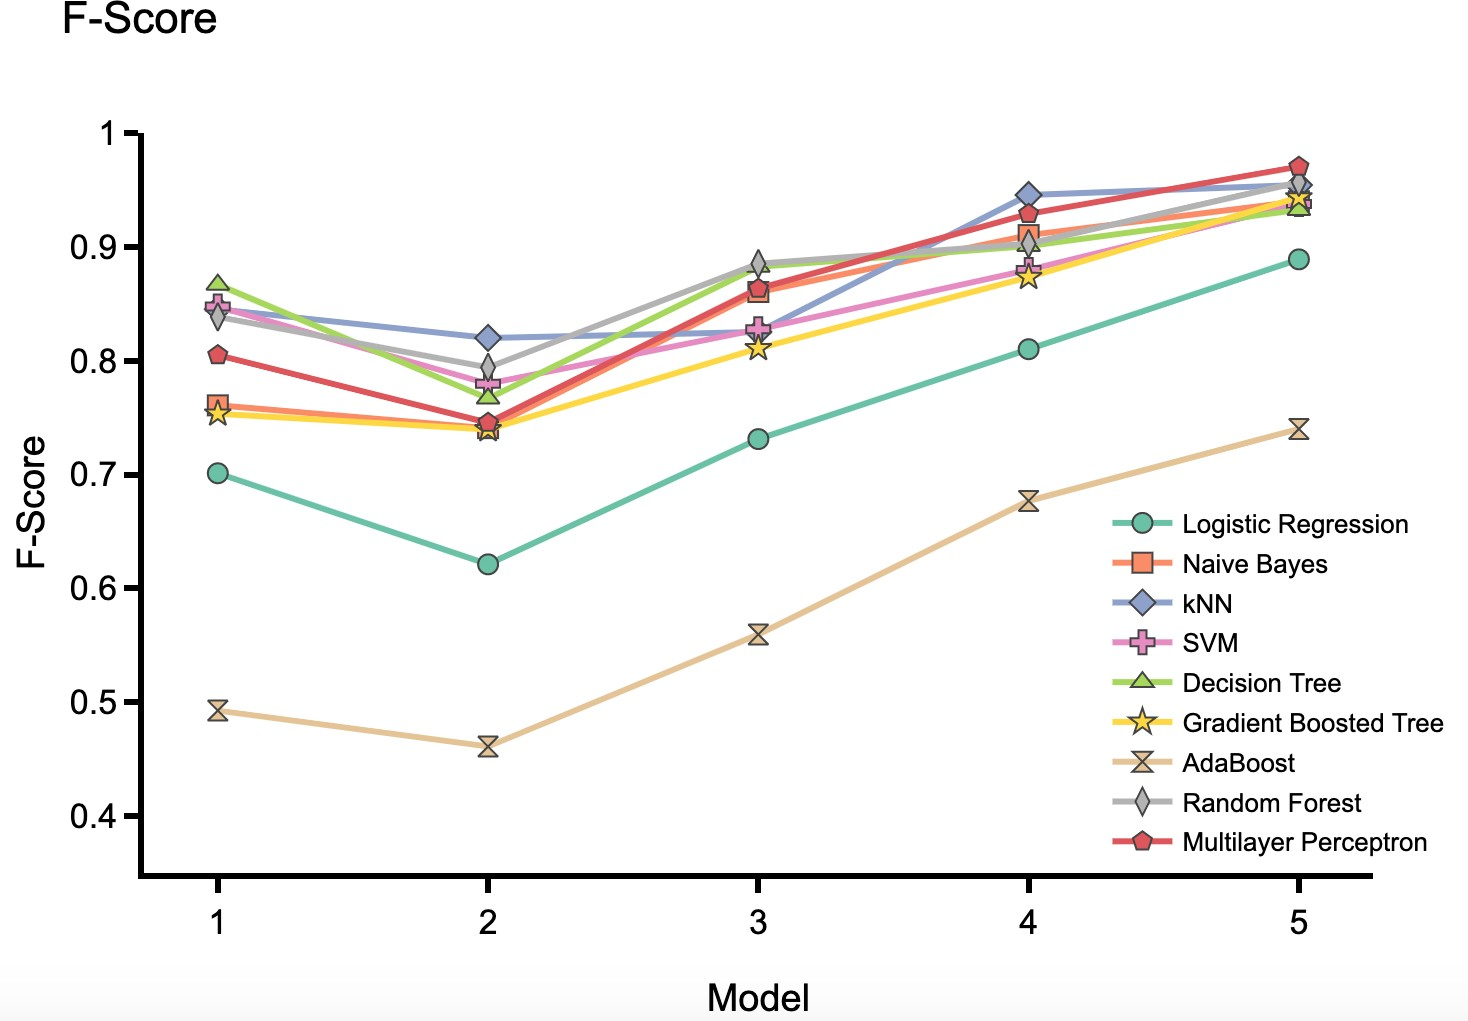 F-Score
1
0.9
0.8
0.7
0.6
0.5
0.4
F-Score
Logistic Regression
Naive Bayes
kNN
SVM
Decision Tree
Gradient Boosted Tree
AdaBoost
Random Forest
Multilayer Perceptron
1 2 3 4 5
Model